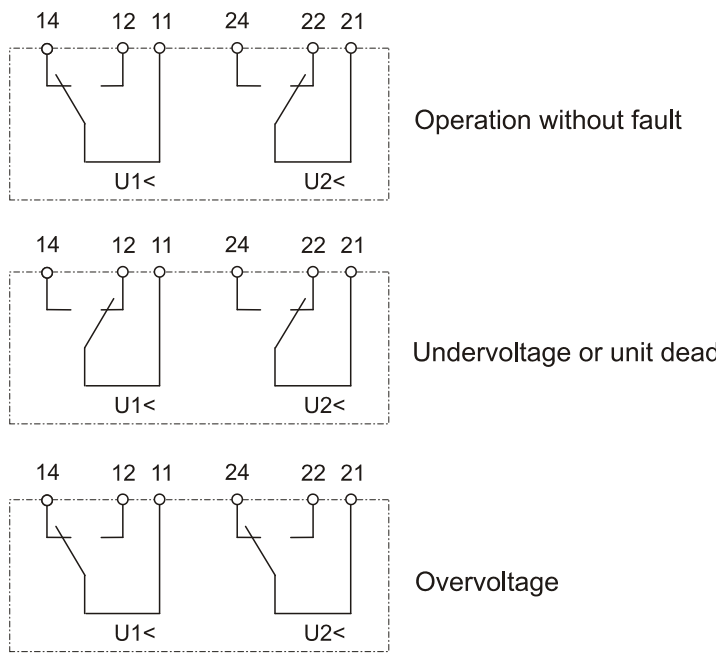 14 12 11 24 22 21
Operation without fault
U1< U2<
14 12 11 24 22 21
Undervoltage or unit dead
U1< U2<
14 12 11 24 22 21
Overvoltage
U1< U2<